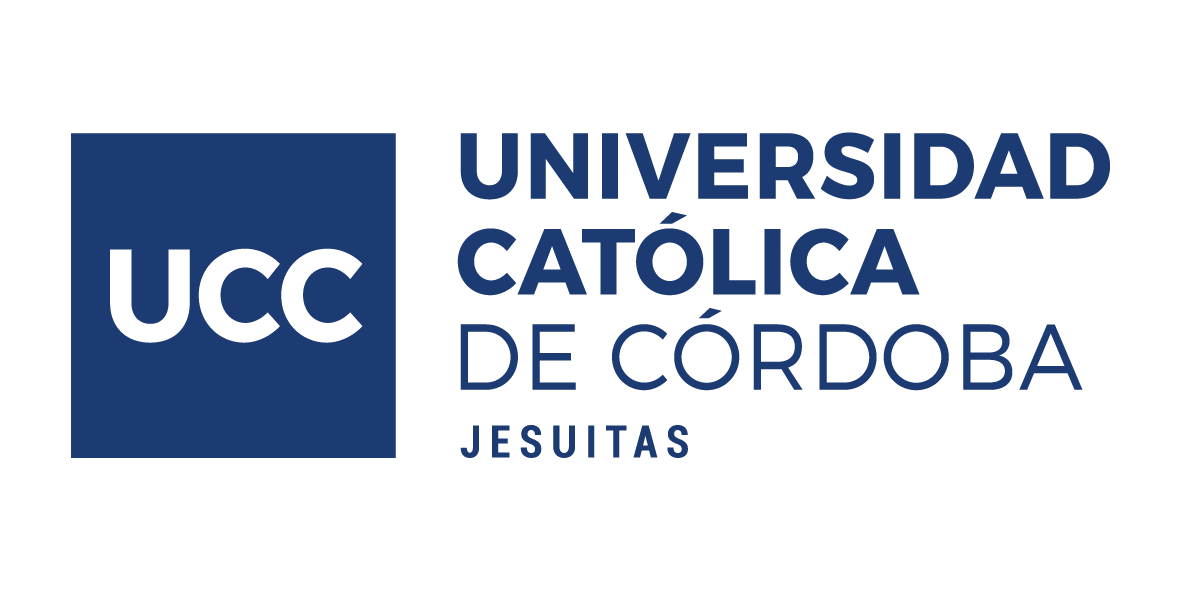 UCC
UNIVERSIDAD
CATÓLICA
DE CÓRDOBA
JESUITAS